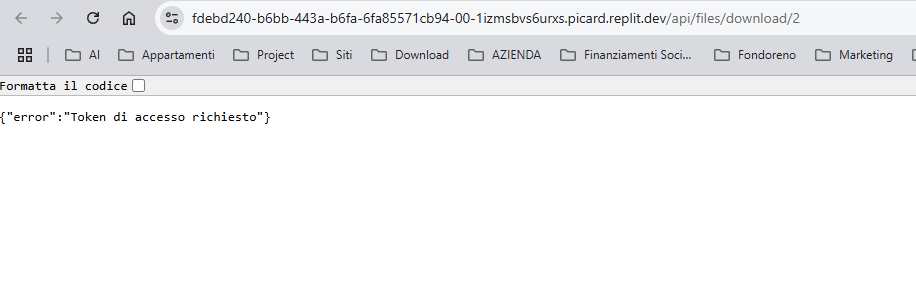 fdebd240-b6bb-443a-b6fa-6fa85571cb94-00-1izmsbvs6urxs.picard.replit.dev/api/files/download/2
AI Appartamenti Project Siti Download AZIENDA Finanziamenti Soci... Fondoreno Marketing
Formatta il codice
{"error":"Token di accesso richiesto"}